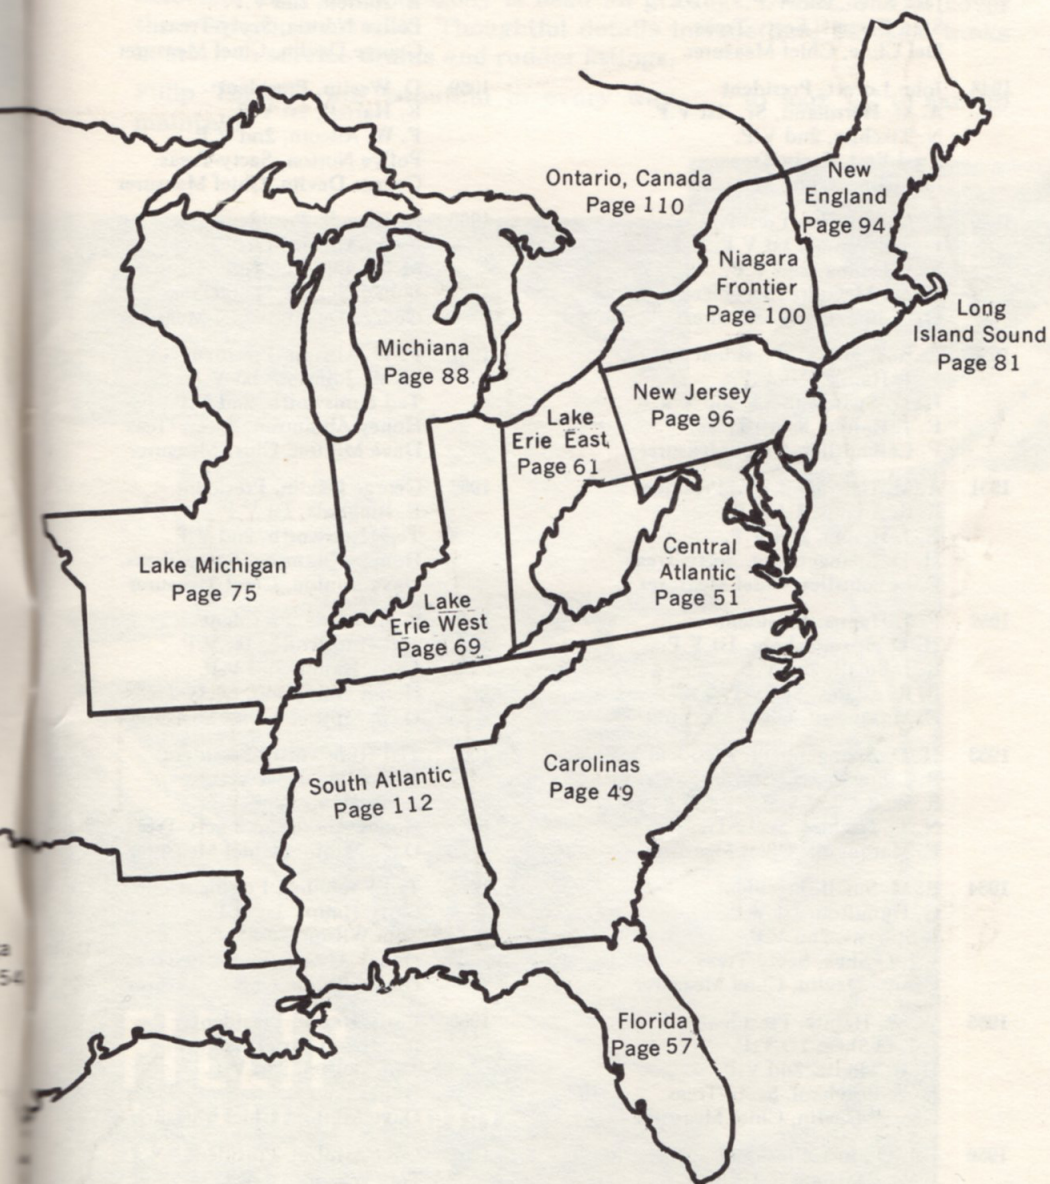 Ontario, Canada
Page 110
New
England
Page 94
Niagara
Frontier
Page 100
Long
Island Sound
Page 81
Michiana
Page 88
New Jersey
Page 96
Lake
Erie East
Page 61
Lake Michigan
Page 75
Central
Atlantic
Page 51
Lake
Erie West
Page 69
South Atlantic
Page 112
Carolinas
Page 49
a
54
Florida
Page 57